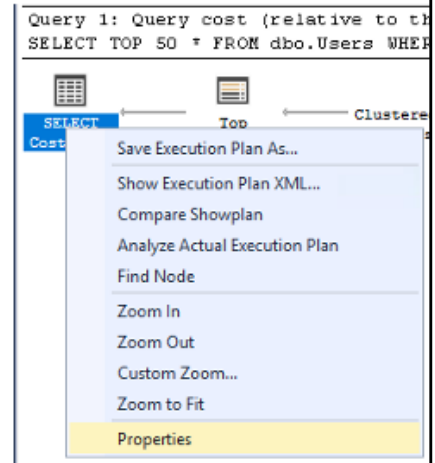 Query 1: Query cost (relative to th
SELECT TOP 50 * FROM dbo.Users WHER
SELECT
Top
Clustere
Cost
Save Execution Plan As...
Show Execution Plan XML...
Compare Showplan
Analyze Actual Execution Plan
Find Node
Zoom In
Zoom Out
Custom Zoom...
Zoom to Fit
Properties